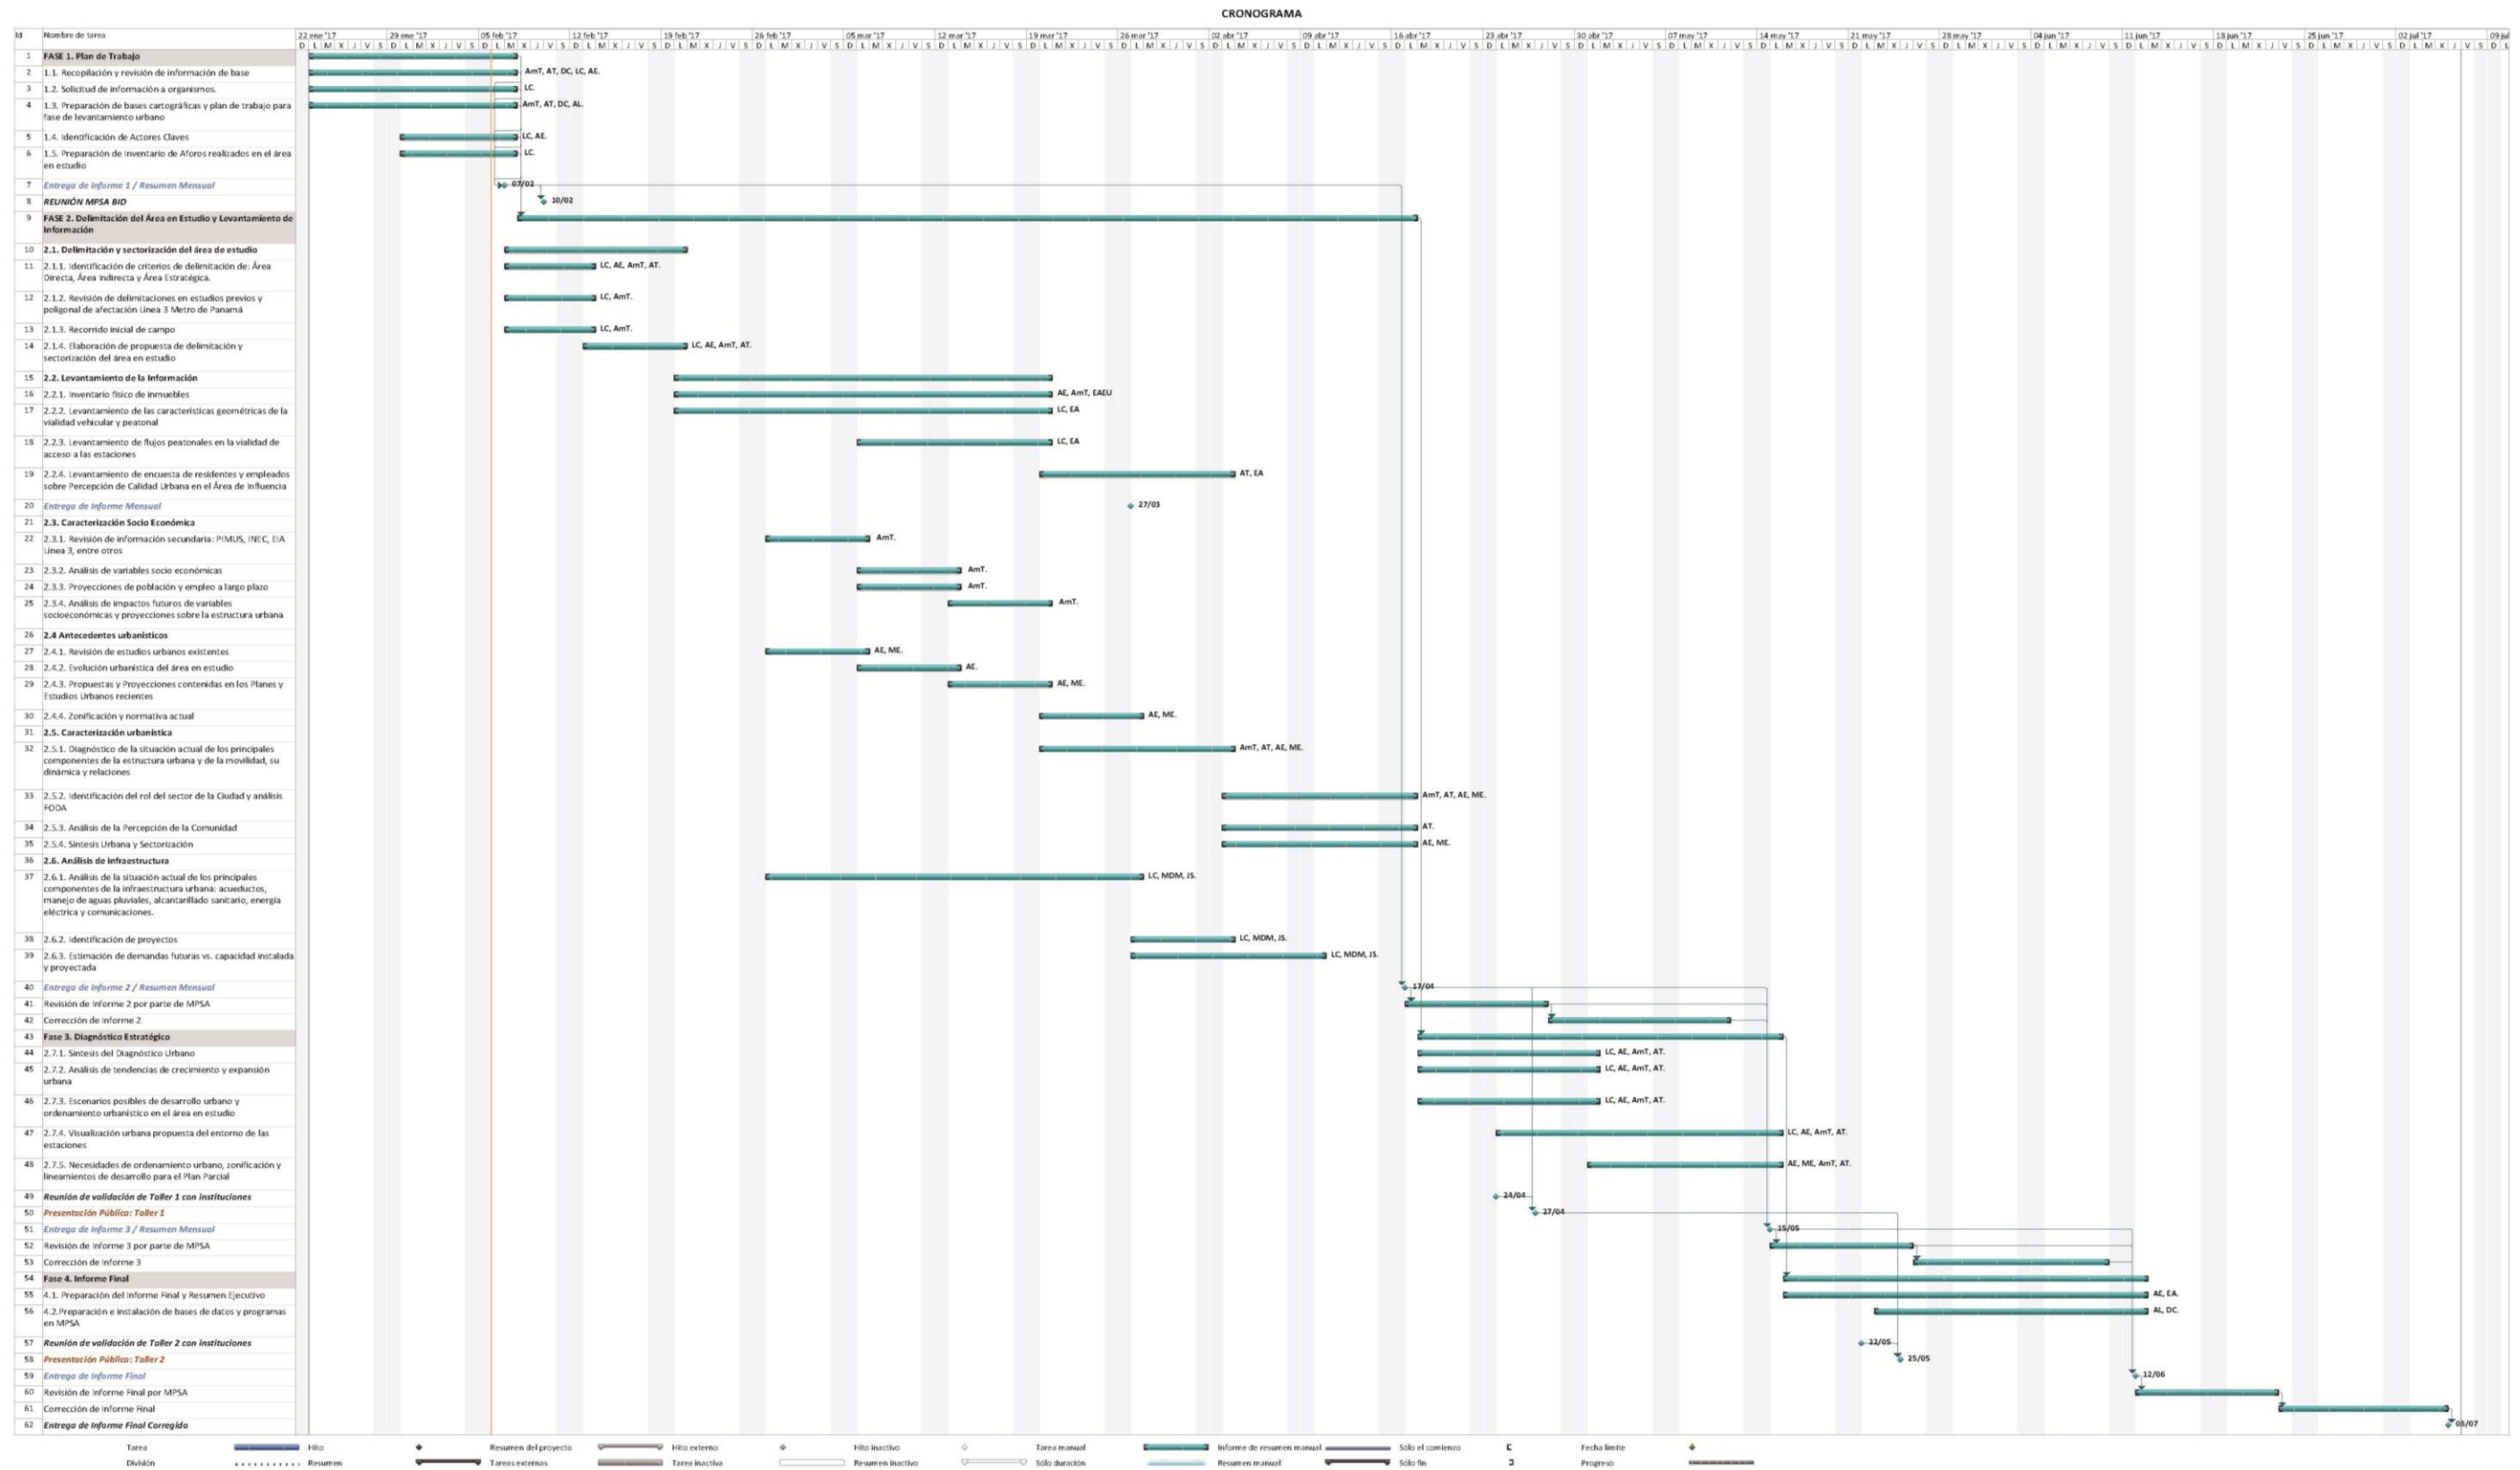 CRONOGRAMA
Id Nombre de tarea 22 ene '17 29 ene '17 05 feb '17 12 feb '17 19 feb '17 26 feb '17 05 mar '17 12 mar '17 19 mar '17 26 mar '17 02 abr '17 09 abr '17 16 abr '17 23 abr '17 30 abr '17 07 may '17 14 may '17 21 may '17 28 may '17 04 jun '17 11 jun '17 18 jun '17 25 jun '17 02 jul '17 09 jul
1 FASE 1. Plan de Trabajo
2 1.1. Recopilación y revisión de información de base AmT, AT, DC, LC, AE.
3 1.2. Solicitud de información a organismos. LC.
4 1.3. Preparación de bases cartográficas y plan de trabajo para AmT, AT, DC, AL.
fase de levantamiento urbano
5 1.4. Identificación de Actores Claves LC, AE.
6 1.5. Preparación de Inventario de Aforos realizados en el área LC.
en estudio
7 Entrega de Informe 1 / Resumen Mensual 07/02
8 REUNIÓN MPSA BID 10/02
9 FASE 2. Delimitación del Área en Estudio y Levantamiento de
Información
10 2.1. Delimitación y sectorización del área de estudio
11 2.1.1. Identificación de criterios de delimitación de: Área LC, AE, AmT, AT.
Directa, Área Indirecta y Área Estratégica.
12 2.1.2. Revisión de delimitaciones en estudios previos y LC, AmT.
poligonal de afectación Línea 3 Metro de Panamá
13 2.1.3. Recorrido inicial de campo LC, AmT.
14 2.1.4. Elaboración de propuesta de delimitación y LC, AE, AmT, AT.
sectorización del área en estudio
15 2.2. Levantamiento de la Información
16 2.2.1. Inventario físico de inmuebles AE, AmT, EAEU
17 2.2.2. Levantamiento de las características geométricas de la LC, EA
vialidad vehicular y peatonal
18 2.2.3. Levantamiento de flujos peatonales en la vialidad de LC, EA
acceso a las estaciones
19 2.2.4. Levantamiento de encuesta de residentes y empleados AT, EA
sobre Percepción de Calidad Urbana en el Área de Influencia
20 Entrega de Informe Mensual 27/03
21 2.3. Caracterización Socio Económica
22 2.3.1. Revisión de información secundaria: PIMUS, INEC, EIA AmT.
Línea 3, entre otros
23 2.3.2. Análisis de variables socio económicas AmT.
24 2.3.3. Proyecciones de población y empleo a largo plazo AmT.
25 2.3.4. Análisis de impactos futuros de variables AmT.
socioeconómicas y proyecciones sobre la estructura urbana
26 2.4 Antecedentes urbanísticos
27 2.4.1. Revisión de estudios urbanos existentes AE, ME.
28 2.4.2. Evolución urbanística del área en estudio AE.
29 2.4.3. Propuestas y Proyecciones contenidas en los Planes y AE, ME.
Estudios Urbanos recientes
30 2.4.4. Zonificación y normativa actual AE, ME.
31 2.5. Caracterización urbanística
32 2.5.1. Diagnóstico de la situación actual de los principales AmT, AT, AE, ME.
componentes de la estructura urbana y de la movilidad, su
dinámica y relaciones
33 2.5.2. Identificación del rol del sector de la Ciudad y análisis AmT, AT, AE, ME.
FODA
34 2.5.3. Análisis de la Percepción de la Comunidad AT.
35 2.5.4. Síntesis Urbana y Sectorización AE, ME.
36 2.6. Análisis de infraestructura
37 2.6.1. Análisis de la situación actual de los principales LC, MDM, JS.
componentes de la infraestructura urbana: acueductos,
manejo de aguas pluviales, alcantarillado sanitario, energía
eléctrica y comunicaciones.
38 2.6.2. Identificación de proyectos LC, MDM, JS.
39 2.6.3. Estimación de demandas futuras vs. capacidad instalada LC, MDM, JS.
y proyectada
40 Entrega de Informe 2 / Resumen Mensual 17/04
41 Revisión de Informe 2 por parte de MPSA
42 Corrección de Informe 2
43 Fase 3. Diagnóstico Estratégico
44 2.7.1. Síntesis del Diagnóstico Urbano LC, AE, AmT, AT.
45 2.7.2. Análisis de tendencias de crecimiento y expansión LC, AE, AmT, AT.
urbana
46 2.7.3. Escenarios posibles de desarrollo urbano y LC, AE, AmT, AT.
ordenamiento urbanístico en el área en estudio
47 2.7.4. Visualización urbana propuesta del entorno de las LC, AE, AmT, AT.
estaciones
48 2.7.5. Necesidades de ordenamiento urbano, zonificación y AE, ME, AmT, AT.
lineamientos de desarrollo para el Plan Parcial
49 Reunión de validación de Taller 1 con instituciones 24/04
50 Presentación Pública: Taller 1 27/04
51 Entrega de Informe 3 / Resumen Mensual 15/05
52 Revisión de Informe 3 por parte de MPSA
53 Corrección de Informe 3
54 Fase 4. Informe Final
55 4.1. Preparación del Informe Final y Resumen Ejecutivo AE, EA.
56 4.2.Preparación e instalación de bases de datos y programas AL, DC.
en MPSA
57 Reunión de validación de Taller 2 con instituciones 22/05
58 Presentación Pública: Taller 2 25/05
59 Entrega de Informe Final 12/06
60 Revisión de Informe Final por MPSA
61 Corrección de Informe Final
62 Entrega de Informe Final Corregido
Tarea Hito Resumen del proyecto Hito externo Hito inactivo Tarea manual Informe de resumen manual Sólo el comienzo Fecha límite
División Resumen Tareas externas Tarea inactiva Resumen inactivo Sólo duración Resumen manual Sólo fin Progreso